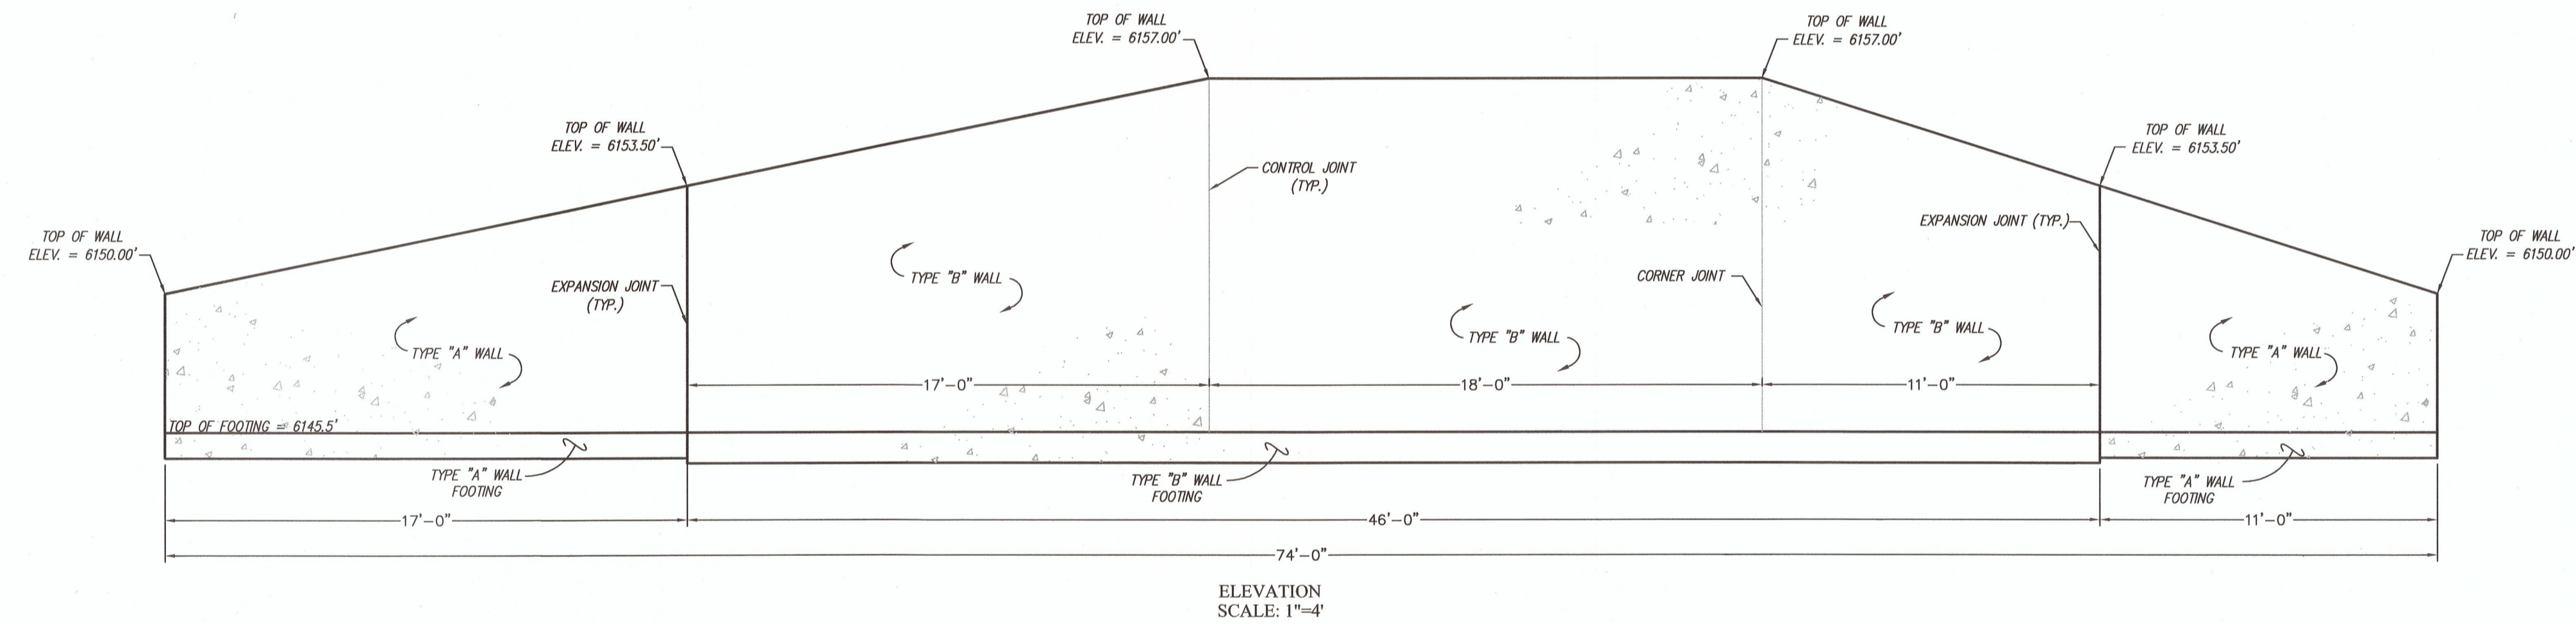 TOP OF WALL
ELEV. = 6157.00'
TOP OF WALL
ELEV. = 6157.00'
TOP OF WALL
ELEV. = 6153.50'
TOP OF WALL
ELEV. = 6153.50'
CONTROL JOINT
(TYP.)
EXPANSION JOINT (TYP.)
TOP OF WALL
ELEV. = 6150.00'
TOP OF WALL
ELEV. = 6150.00'
TYPE "B" WALL
CORNER JOINT
EXPANSION JOINT
(TYP.)
TYPE "B" WALL
TYPE "B" WALL
TYPE "A" WALL
TYPE "A" WALL
17'-0"
18'-0"
11'-0"
TOP OF FOOTING = 6145.5'
TYPE "A" WALL
FOOTING
TYPE "B" WALL
FOOTING
TYPE "A" WALL
FOOTING
17'-0"
46'-0"
11'-0"
74'-0"
ELEVATION
SCALE: 1"=4'